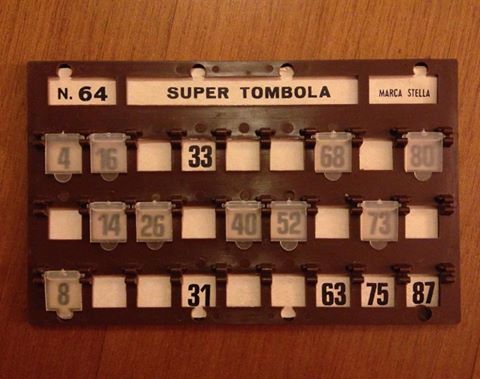 N. 64 SUPER TOMBOLA MARCA STELLA
4 16 33 68 80
14 26 40 52 73
8 31 63 75 87